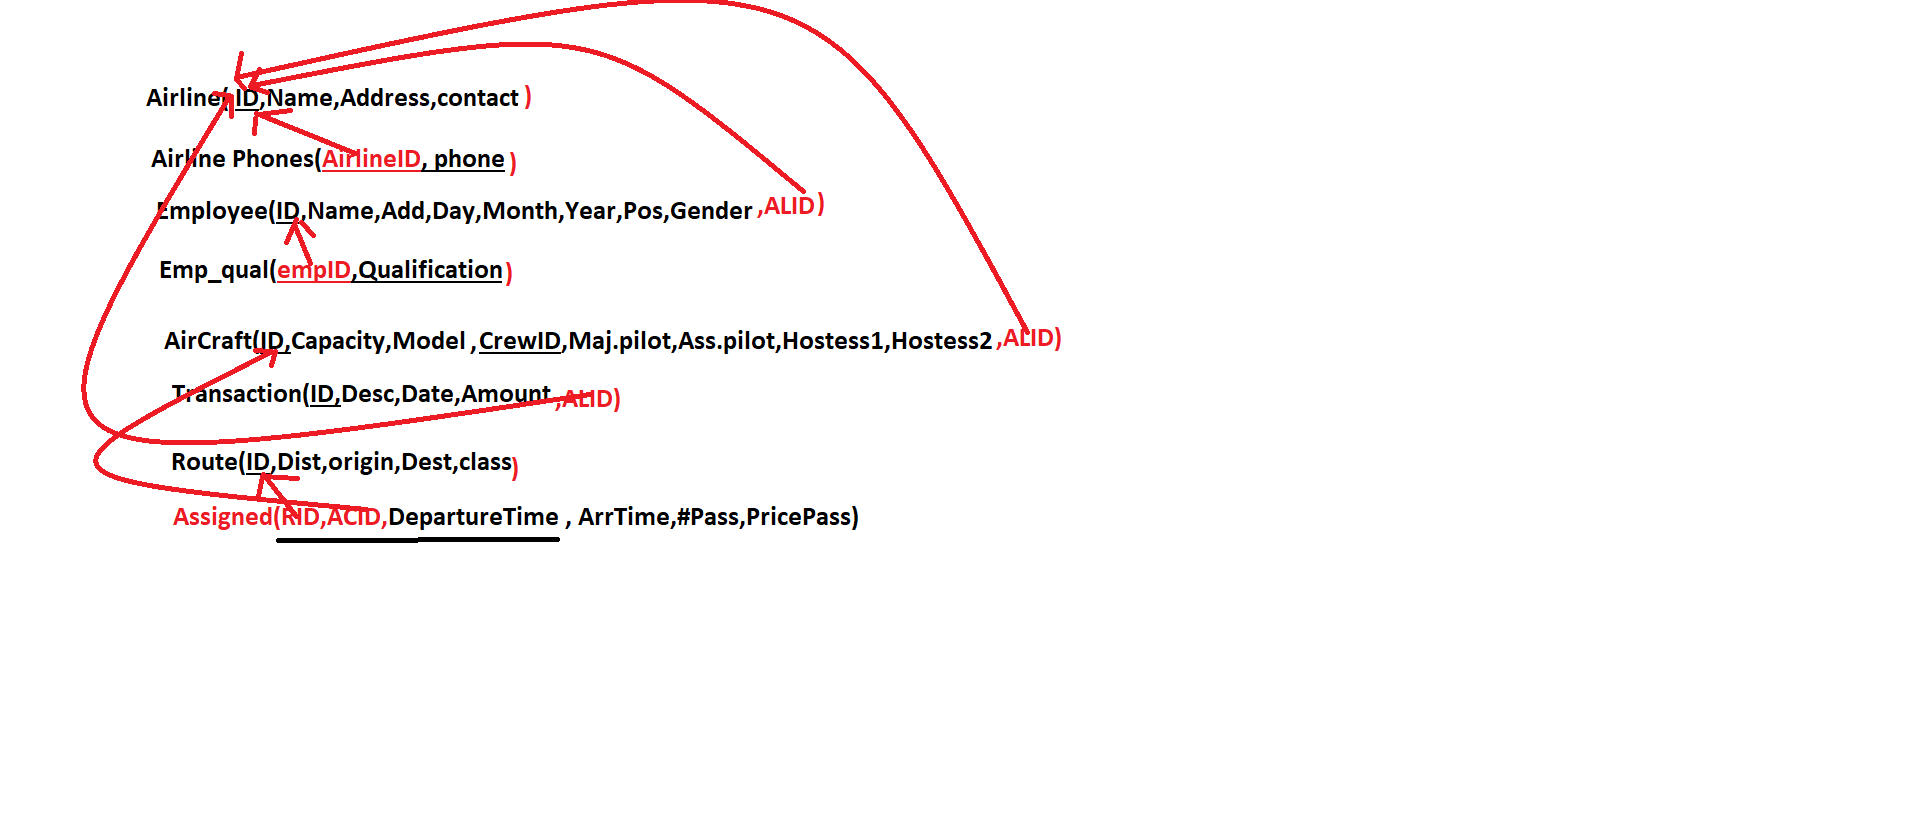 Airline(ID,Name,Address,contact )
Airline Phones(AirlineID, phone )
Employee(ID,Name,Add,Day,Month,Year,Pos,Gender ,ALID )
Emp_qual(empID,Qualification )
AirCraft(ID,Capacity,Model ,CrewID,Maj.pilot,Ass.pilot,Hostess1,Hostess2 ,ALID)
Transaction(ID,Desc,Date,Amount ,ALID)
Route(ID,Dist,origin,Dest,class)
Assigned(RID,ACID,DepartureTime , ArrTime,#Pass,PricePass)